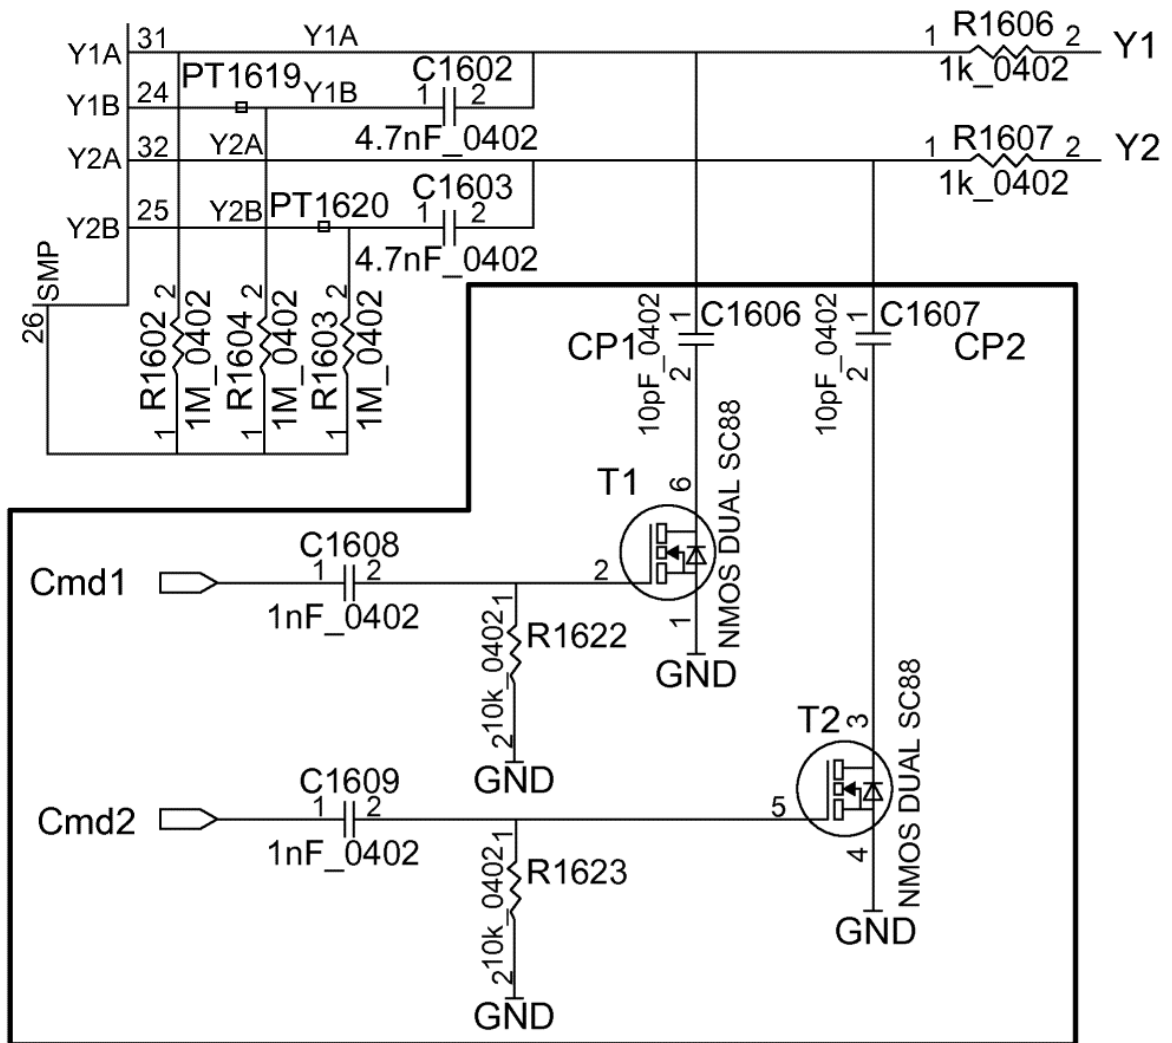 31 Y1A R1606
Y1A 1 2 Y1
PT1619 C1602 1k_0402
24 Y1B 1 2
Y1B
4.7nF_0402 R1607
32 Y2A 1 2 Y2
Y2A
C1603 1k_0402
25 Y2B PT1620 1 2
Y2B
4.7nF_0402
SMP
26
R1602 1M_0402 2 1
R1604 1M_0402 2 1
R1603 1M_0402 2 1
CP1 10pF_0402 1 2 C1606
10pF_0402 1 2 C1607 CP2
T1 6 NMOS DUAL SC88
C1608
Cmd1 1 2 2
1nF_0402
1 10k_0402 2 R1622
1
GND
GND
T2 3 NMOS DUAL SC88
C1609
Cmd2 1 2 5
1nF_0402
1 10k_0402 2 R1623
4
GND
GND